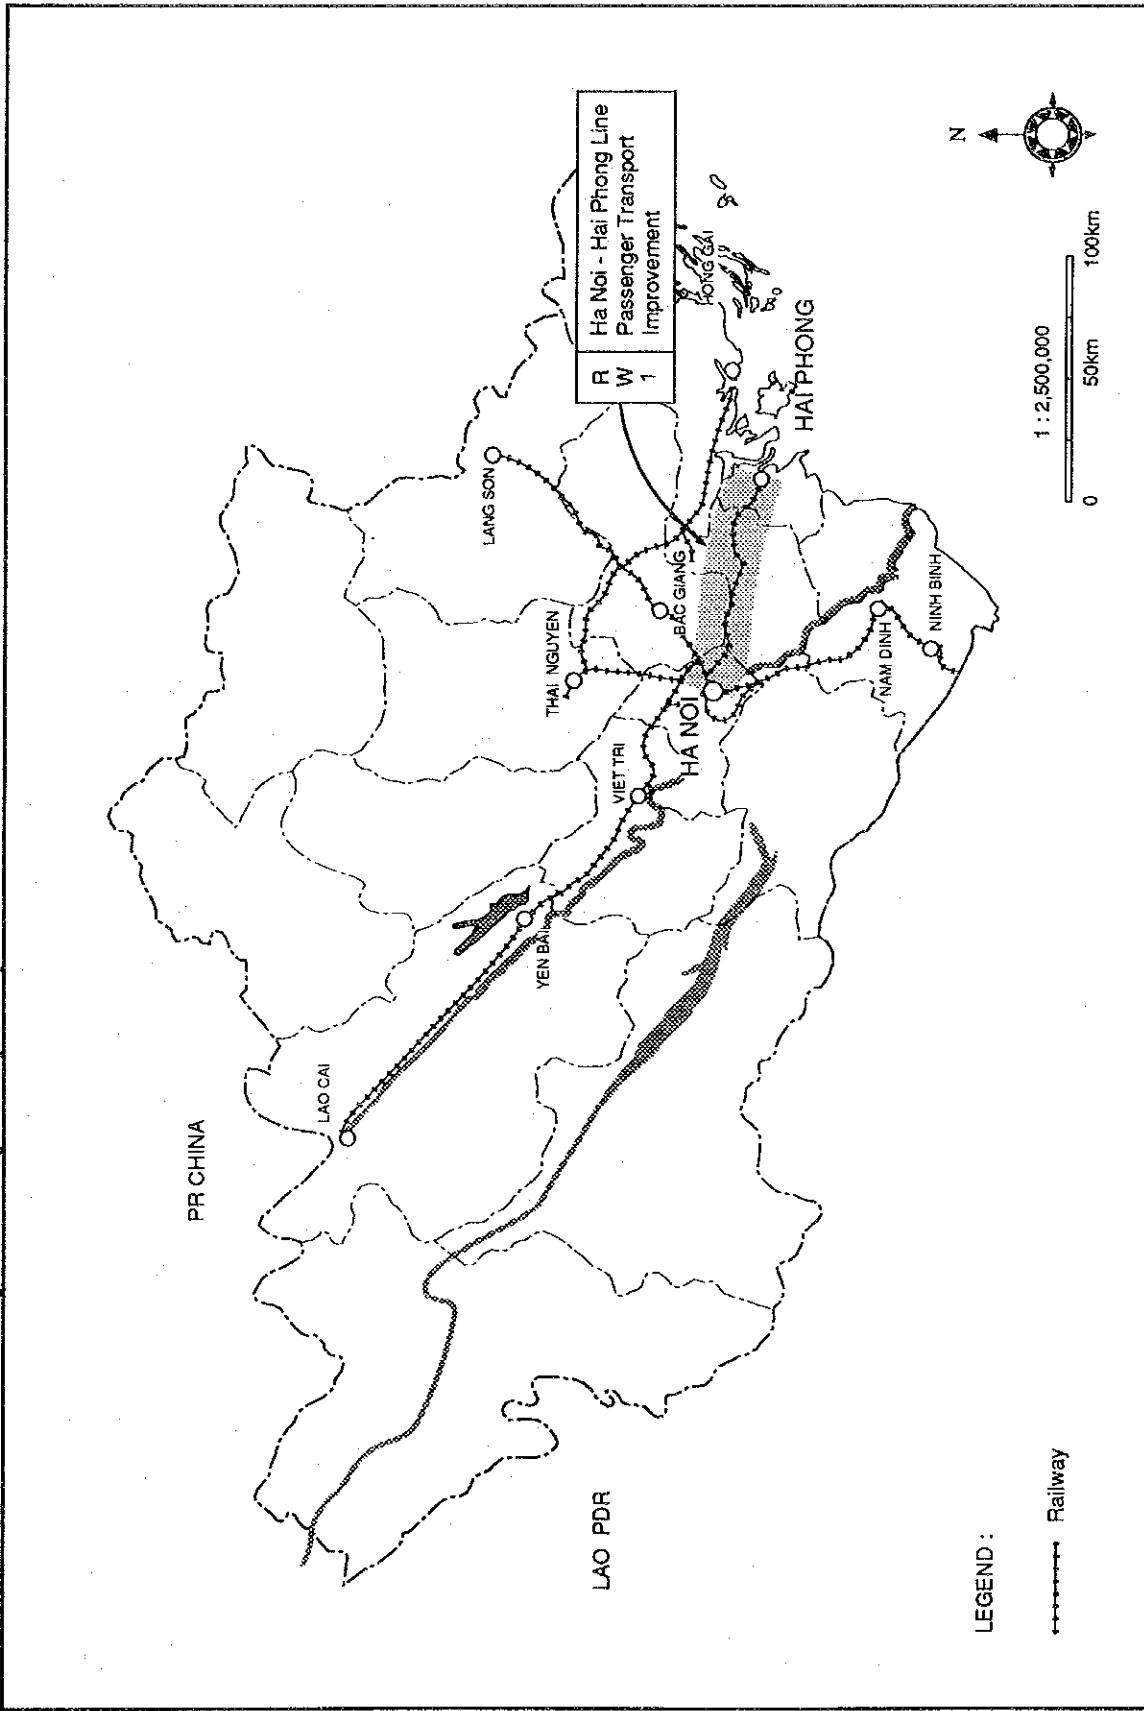 PR CHINA
LAO CAI
LANG SON
THAI NGUYEN
YEN BAI
VIET TRI
BAC GIANG
HA NOI
R
W
1
Ha Noi - Hai Phong Line
Passenger Transport
Improvement
HONG GAI
HAI PHONG
NAM DINH
NINH BINH
LAO PDR
N
1 : 2,500,000
0 50km 100km
LEGEND :
Railway